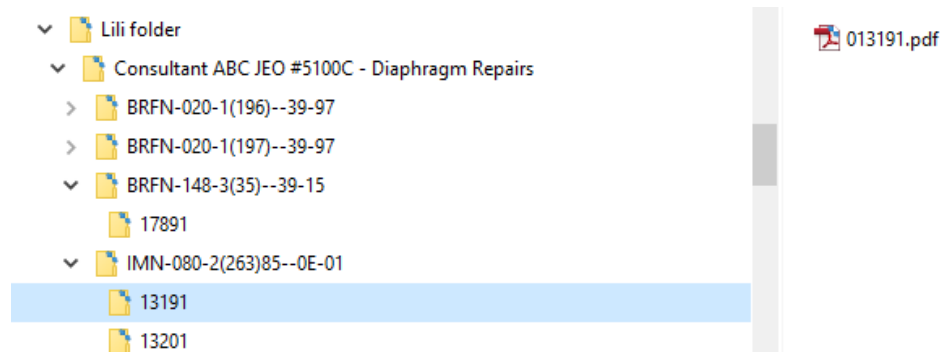 Lili folder
Consultant ABC JEO #5100C - Diaphragm Repairs
BRFN-020-1(196)--39-97
BRFN-020-1(197)--39-97
BRFN-148-3(35)--39-15
17891
IMN-080-2(263)85--0E-01
13191
13201
013191.pdf